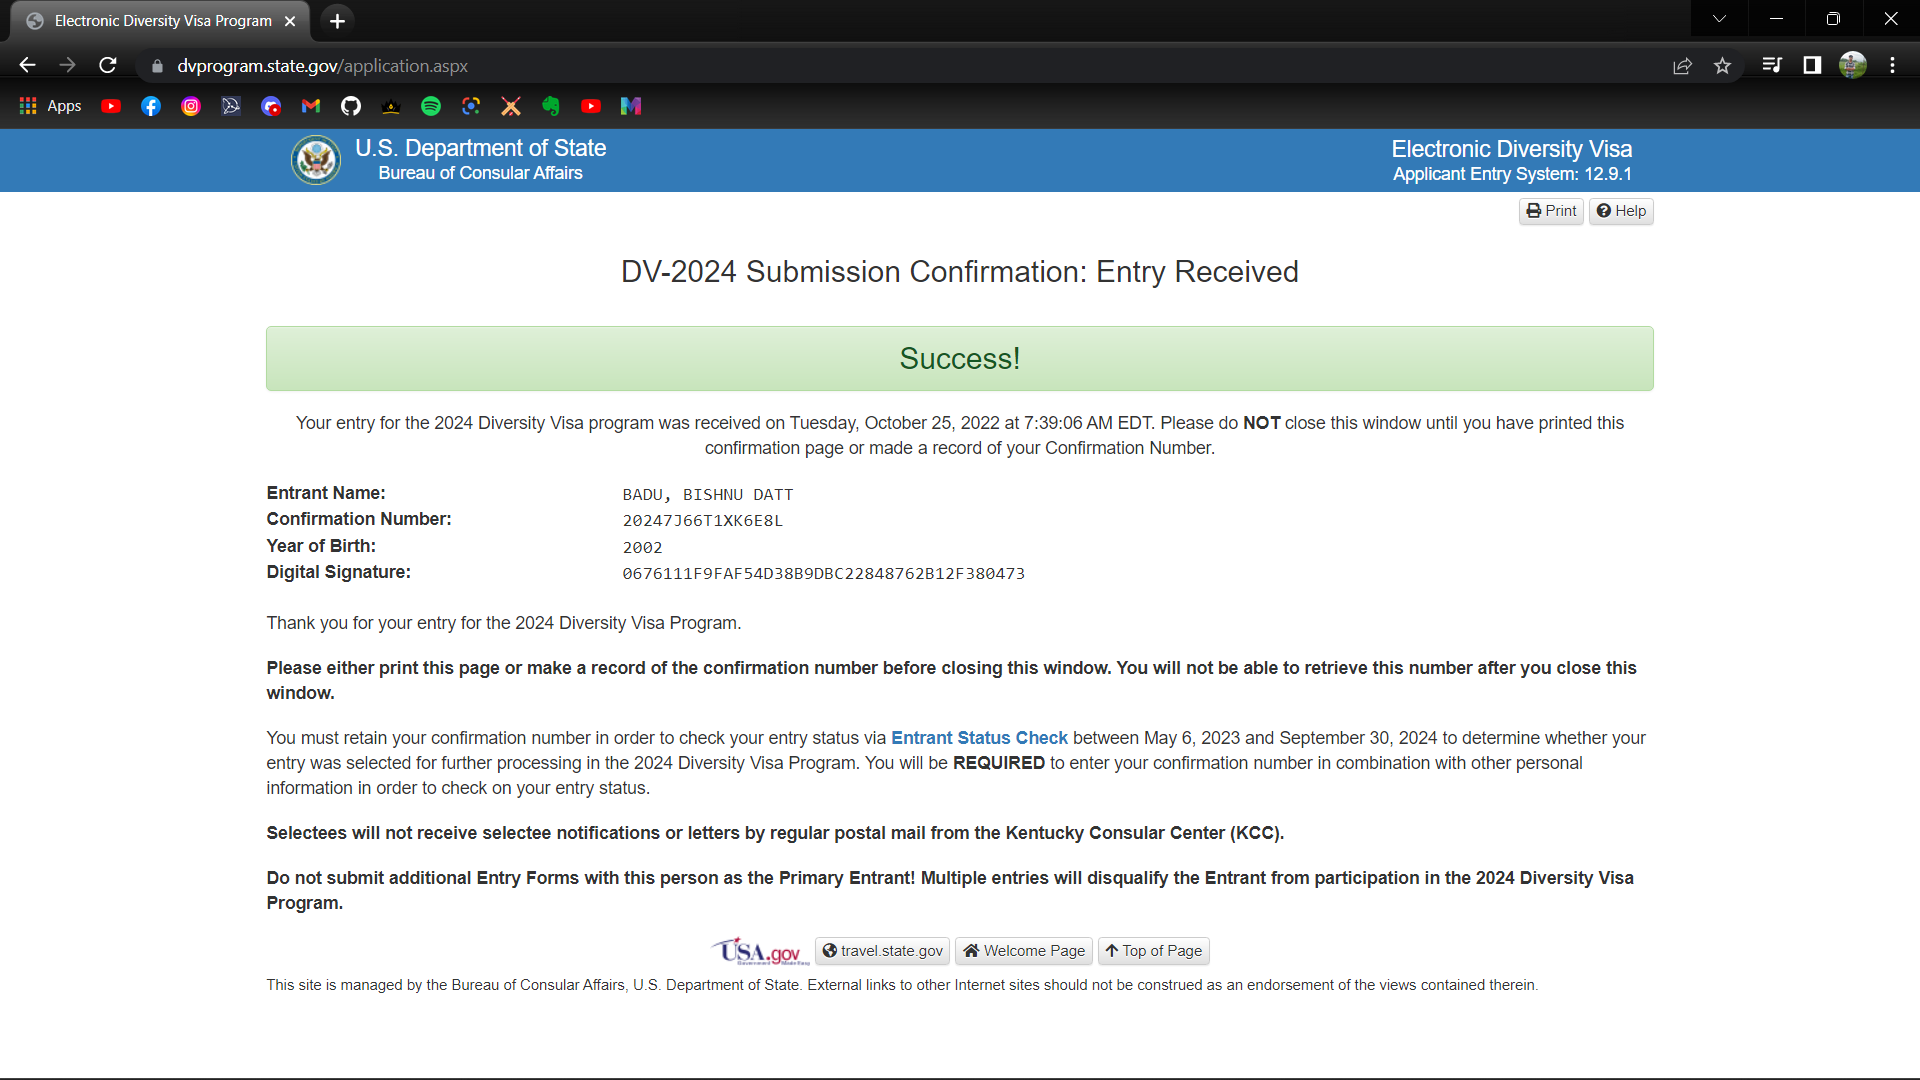 Electronic Diversity Visa Program
dvprogram.state.gov/application.aspx
Apps
U.S. Department of State
Bureau of Consular Affairs
Electronic Diversity Visa
Applicant Entry System: 12.9.1
Print Help
DV-2024 Submission Confirmation: Entry Received
Success!
Your entry for the 2024 Diversity Visa program was received on Tuesday, October 25, 2022 at 7:39:06 AM EDT. Please do NOT close this window until you have printed this
confirmation page or made a record of your Confirmation Number.
Entrant Name: BADU, BISHNU DATT
Confirmation Number: 20247J66T1XK6E8L
Year of Birth: 2002
Digital Signature: 0676111F9FAF54D38B9DBC22848762B12F380473
Thank you for your entry for the 2024 Diversity Visa Program.
Please either print this page or make a record of the confirmation number before closing this window. You will not be able to retrieve this number after you close this
window.
You must retain your confirmation number in order to check your entry status via Entrant Status Check between May 6, 2023 and September 30, 2024 to determine whether your
entry was selected for further processing in the 2024 Diversity Visa Program. You will be REQUIRED to enter your confirmation number in combination with other personal
information in order to check on your entry status.
Selectees will not receive selectee notifications or letters by regular postal mail from the Kentucky Consular Center (KCC).
Do not submit additional Entry Forms with this person as the Primary Entrant! Multiple entries will disqualify the Entrant from participation in the 2024 Diversity Visa
Program.
USA.gov travel.state.gov Welcome Page Top of Page
This site is managed by the Bureau of Consular Affairs, U.S. Department of State. External links to other Internet sites should not be construed as an endorsement of the views contained therein.